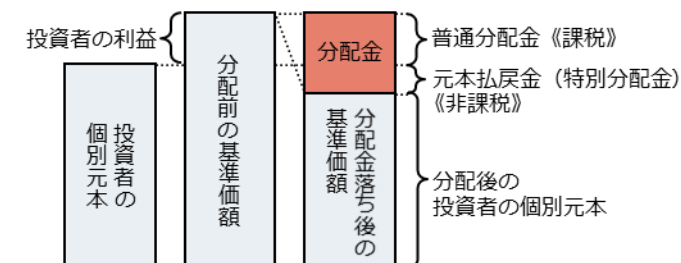 投資者の利益
投資者の
個別元本
分配前の基準価額
分配金
分配金落ち後の
基準価額
普通分配金《課税》
元本払戻金（特別分配金）
《非課税》
分配後の
投資者の個別元本